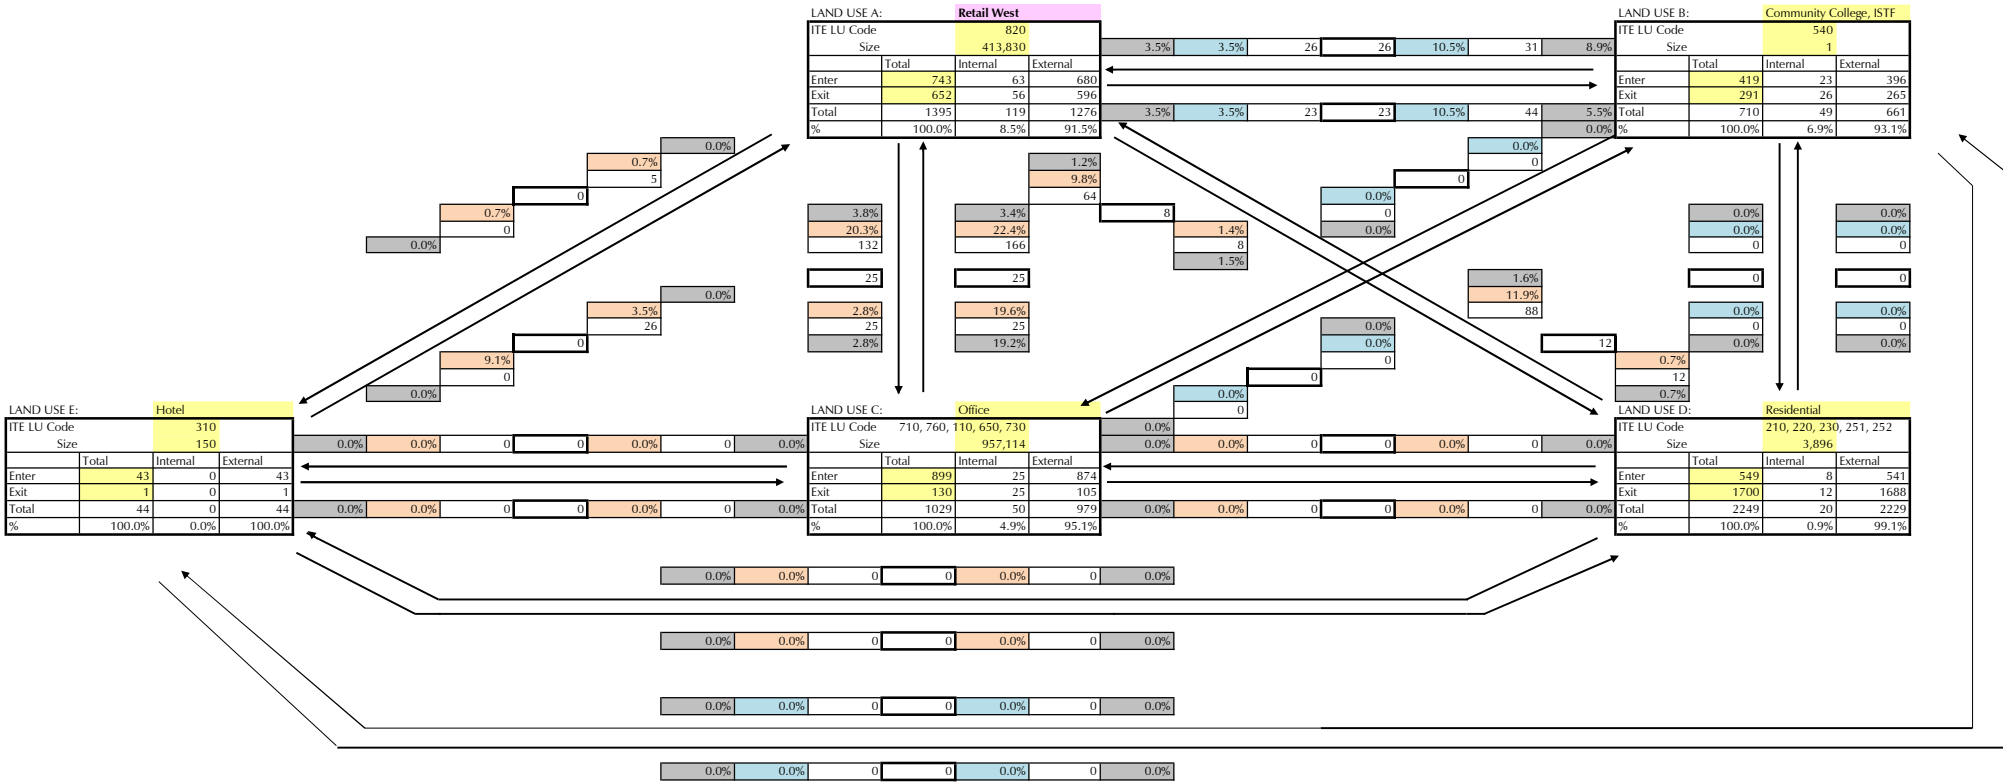 LAND USE A: Retail West LAND USE B: Community College, ISTF
ITE LU Code 820 ITE LU Code 540
Size 413,830 3.5% 3.5% 26 26 10.5% 31 8.9% Size 1
Total Internal External Total Internal External
Enter 743 63 680 Enter 419 23 396
Exit 652 56 596 Exit 291 26 265
Total 1395 119 1276 3.5% 3.5% 23 23 10.5% 44 5.5% Total 710 49 661
% 100.0% 8.5% 91.5% 0.0% % 100.0% 6.9% 93.1%
0.0% 0.0%
0.7% 1.2% 0
5 9.8% 0
0 64 0.0%
0.7% 3.8% 3.4% 8 0 0.0% 0.0%
0 20.3% 22.4% 1.4% 0.0% 0.0% 0.0%
0.0% 132 166 8 0 0
1.5%
25 25 1.6% 0 0
0.0% 11.9%
3.5% 2.8% 19.6% 88 0.0% 0.0%
26 25 25 0.0% 0 0
0 2.8% 19.2% 0.0% 12 0.0% 0.0%
9.1% 0 0.7%
0 0 12
0.0% 0.0% 0.7%
LAND USE E: Hotel LAND USE C: Office 0 LAND USE D: Residential
ITE LU Code 310 ITE LU Code 710, 760, 110, 650, 730 0.0% ITE LU Code 210, 220, 230, 251, 252
Size 150 0.0% 0.0% 0 0 0.0% 0 0.0% Size 957,114 0.0% 0.0% 0 0 0.0% 0 0.0% Size 3,896
Total Internal External Total Internal External Total Internal External
Enter 43 0 43 Enter 899 25 874 Enter 549 8 541
Exit 1 0 1 Exit 130 25 105 Exit 1700 12 1688
Total 44 0 44 0.0% 0.0% 0 0 0.0% 0 0.0% Total 1029 50 979 0.0% 0.0% 0 0 0.0% 0 0.0% Total 2249 20 2229
% 100.0% 0.0% 100.0% % 100.0% 4.9% 95.1% % 100.0% 0.9% 99.1%
0.0% 0.0% 0 0 0.0% 0 0.0%
0.0% 0.0% 0 0 0.0% 0 0.0%
0.0% 0.0% 0 0 0.0% 0 0.0%
0.0% 0.0% 0 0 0.0% 0 0.0%